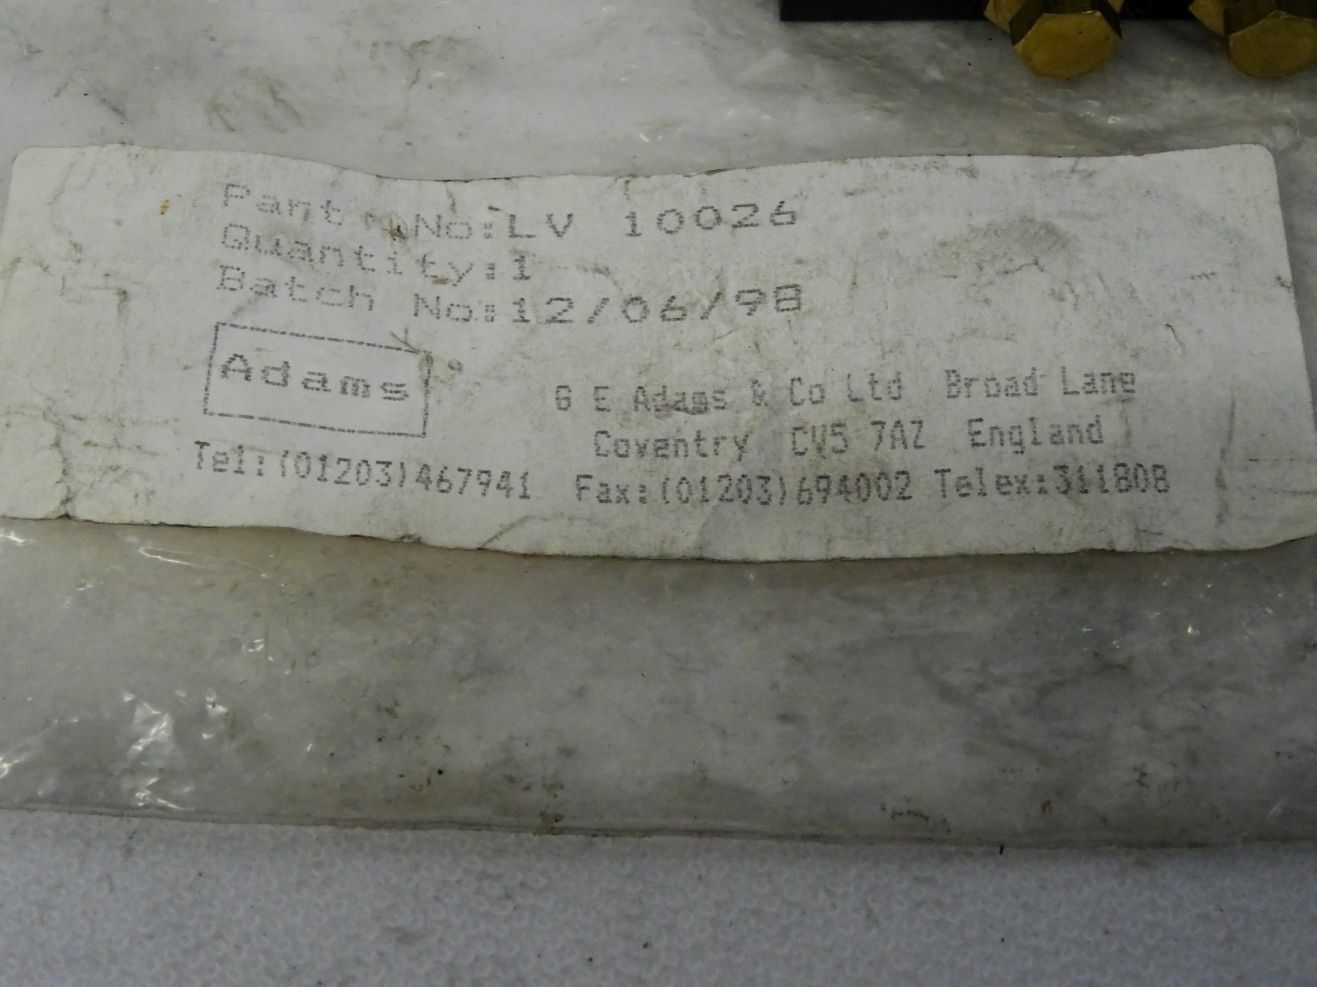 Part No:LV 10026
Quantity:1
Batch No:12/06/98
Adams
G E Adams & Co Ltd Broad Lane
Coventry CV5 7AZ England
Tel:(01203)467941 Fax:(01203)694002 Telex:311808